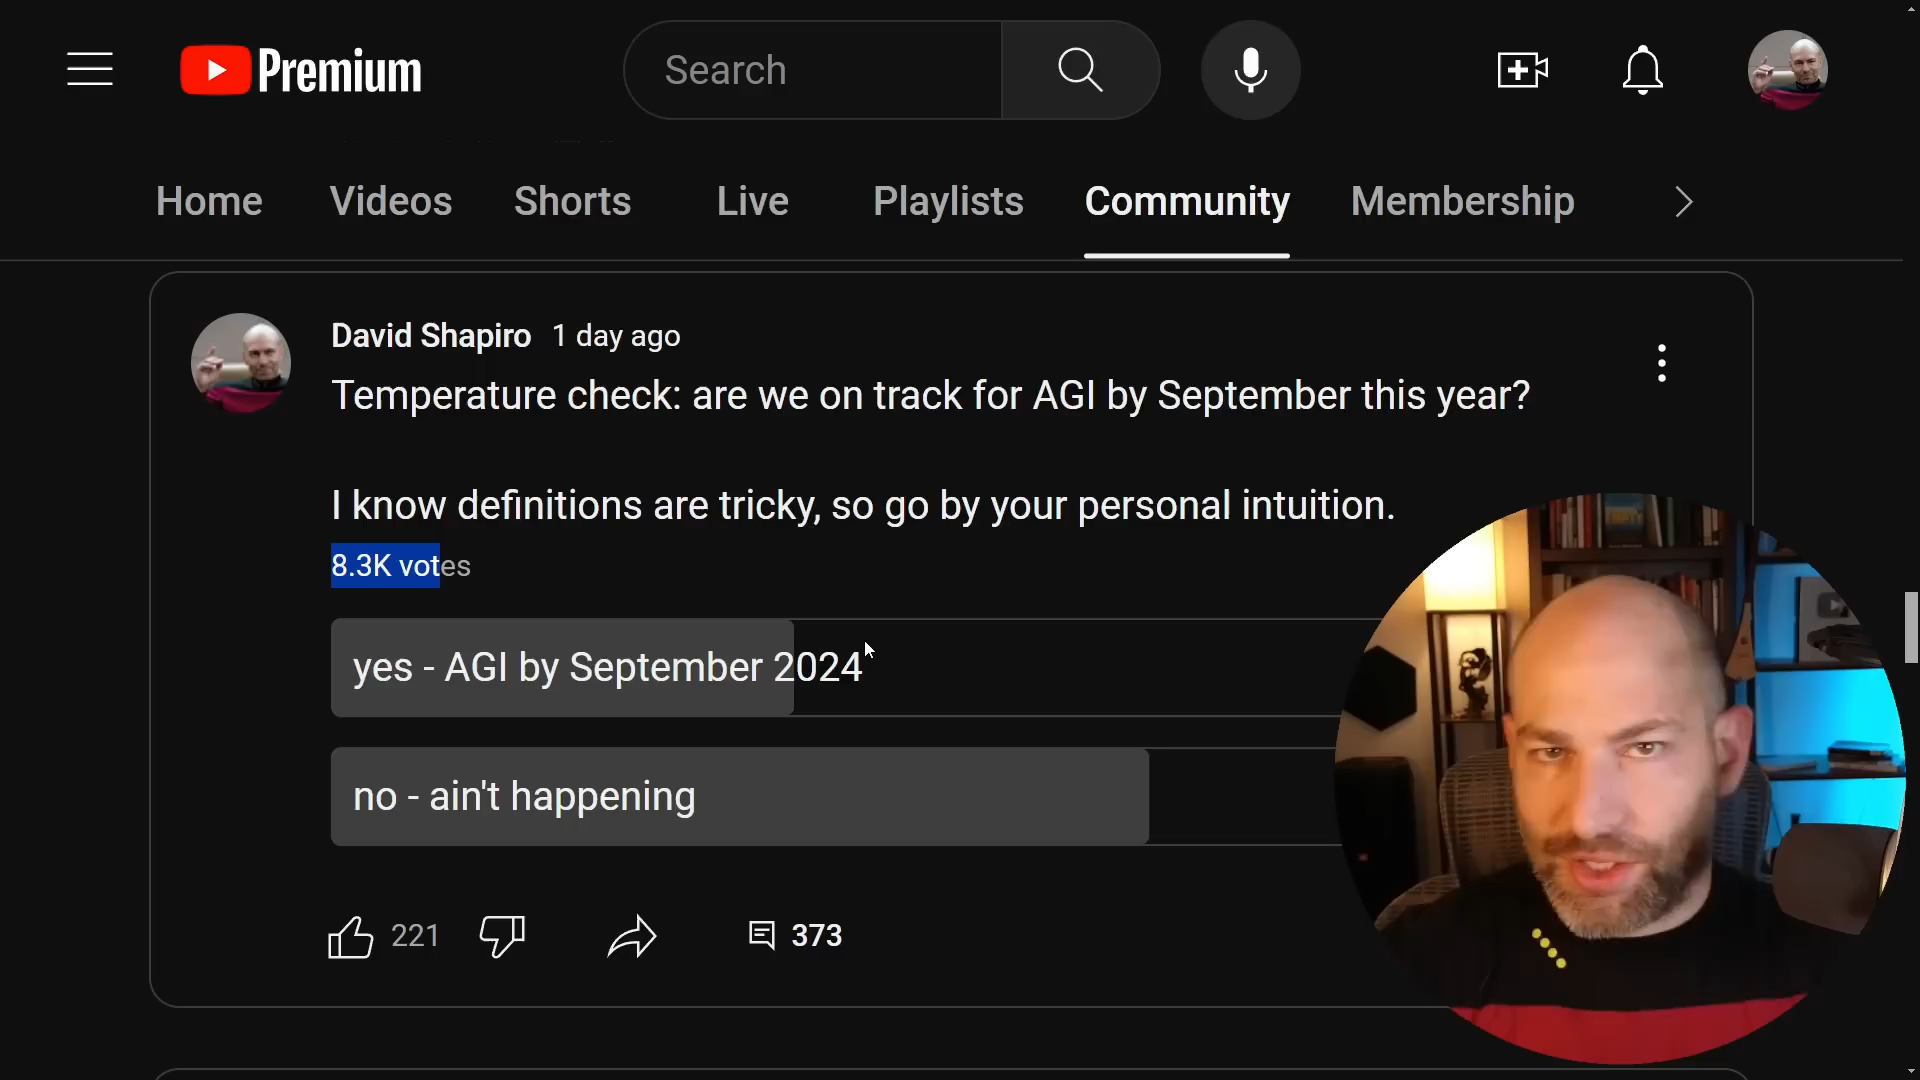 Premium
Search
Home Videos Shorts Live Playlists Community Membership
David Shapiro 1 day ago
Temperature check: are we on track for AGI by September this year?
I know definitions are tricky, so go by your personal intuition.
8.3K votes
yes - AGI by September 2024
no - ain't happening
221 373